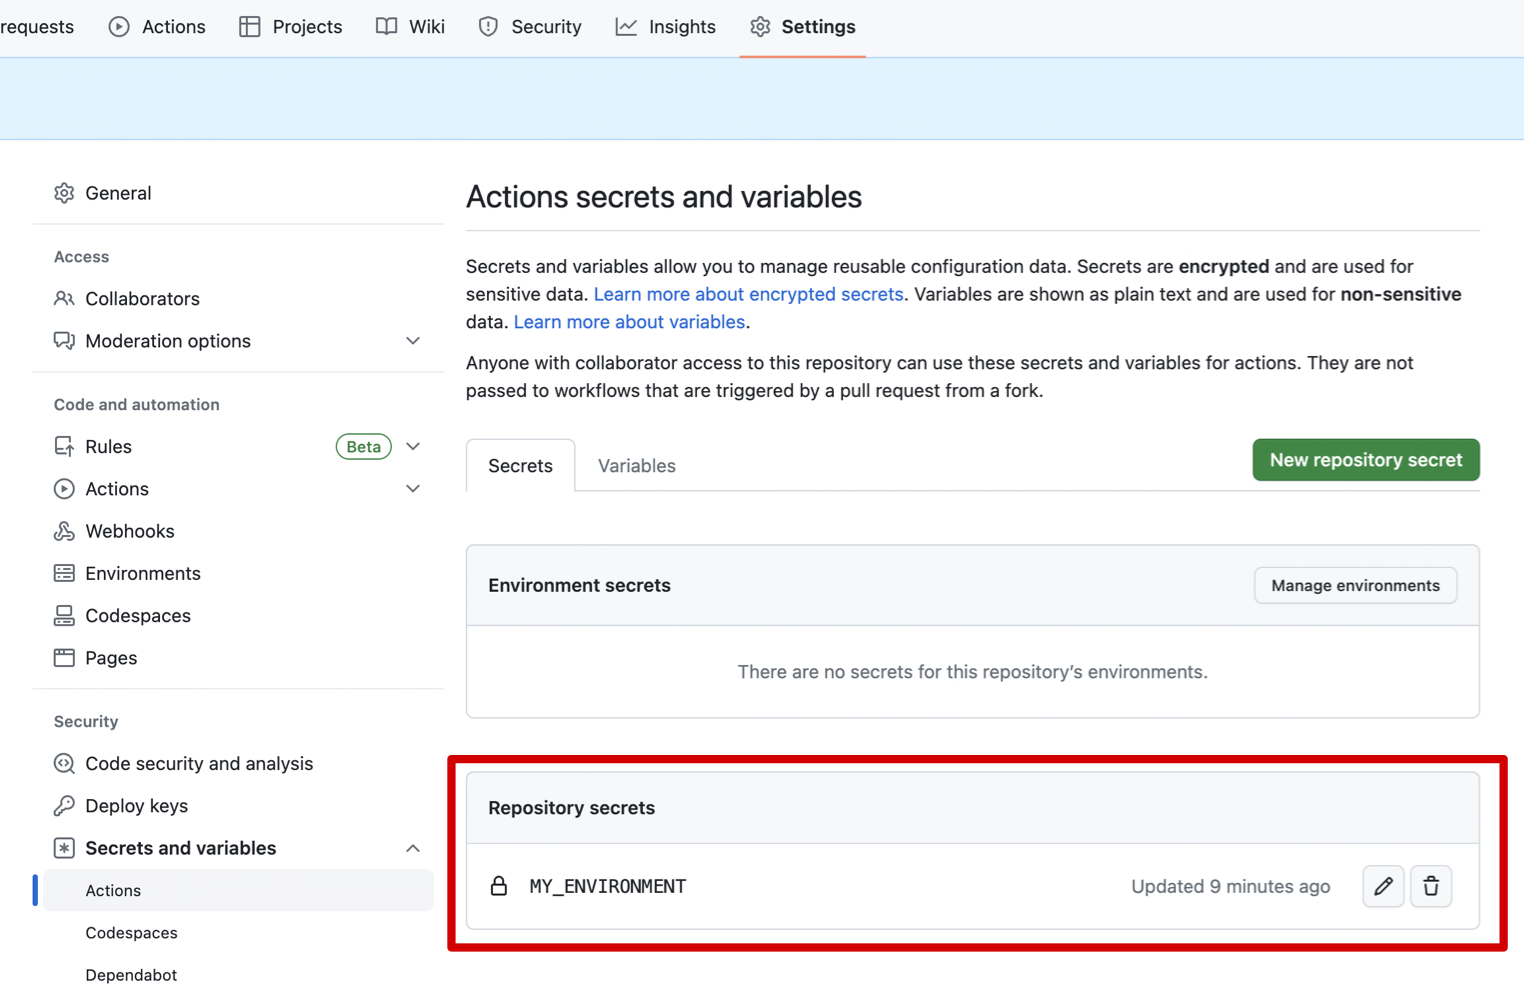 requests Actions Projects Wiki Security Insights Settings
General
Access
Collaborators
Moderation options
Code and automation
Rules Beta
Actions
Webhooks
Environments
Codespaces
Pages
Security
Code security and analysis
Deploy keys
Secrets and variables
Actions
Codespaces
Dependabot
Actions secrets and variables
Secrets and variables allow you to manage reusable configuration data. Secrets are encrypted and are used for
sensitive data. Learn more about encrypted secrets. Variables are shown as plain text and are used for non-sensitive
data. Learn more about variables.
Anyone with collaborator access to this repository can use these secrets and variables for actions. They are not
passed to workflows that are triggered by a pull request from a fork.
Secrets Variables New repository secret
Environment secrets Manage environments
There are no secrets for this repository’s environments.
Repository secrets
MY_ENVIRONMENT Updated 9 minutes ago